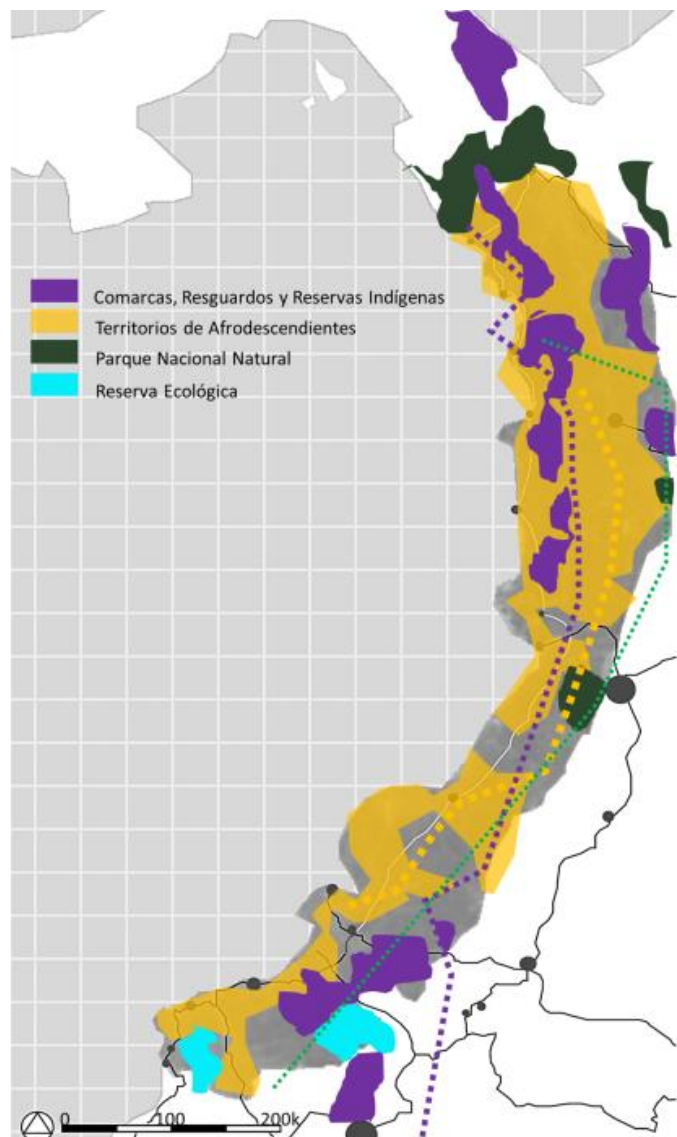 Comarcas, Resguardos y Reservas Indígenas
Territorios de Afrodescendientes
Parque Nacional Natural
Reserva Ecológica
0 100 200k